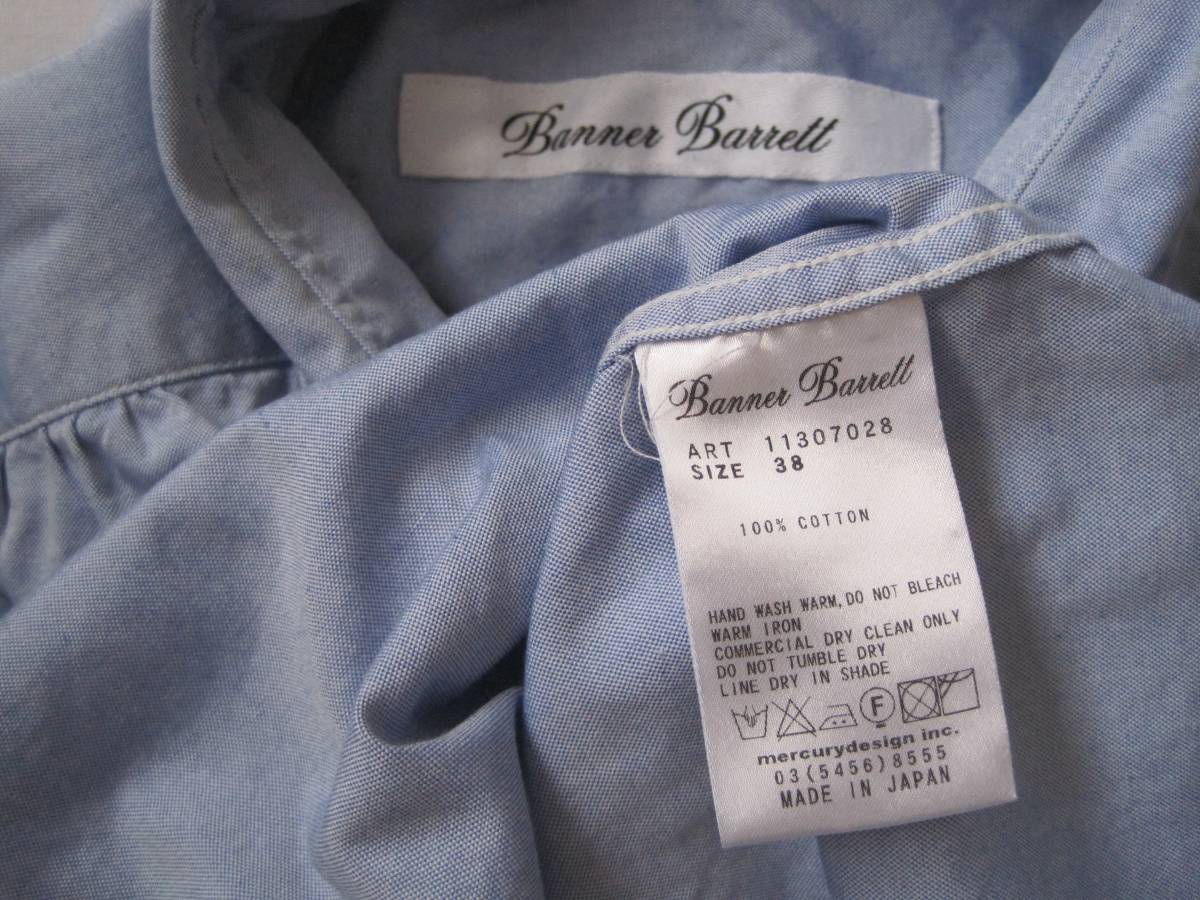 Banner Barrett
Banner Barrett
ART 11307028
SIZE 38
100% COTTON
HAND WASH WARM, DO NOT BLEACH
WARM IRON
COMMERCIAL DRY CLEAN ONLY
DO NOT TUMBLE DRY
LINE DRY IN SHADE
F
mercurydesign inc.
03(5456)8555
MADE IN JAPAN